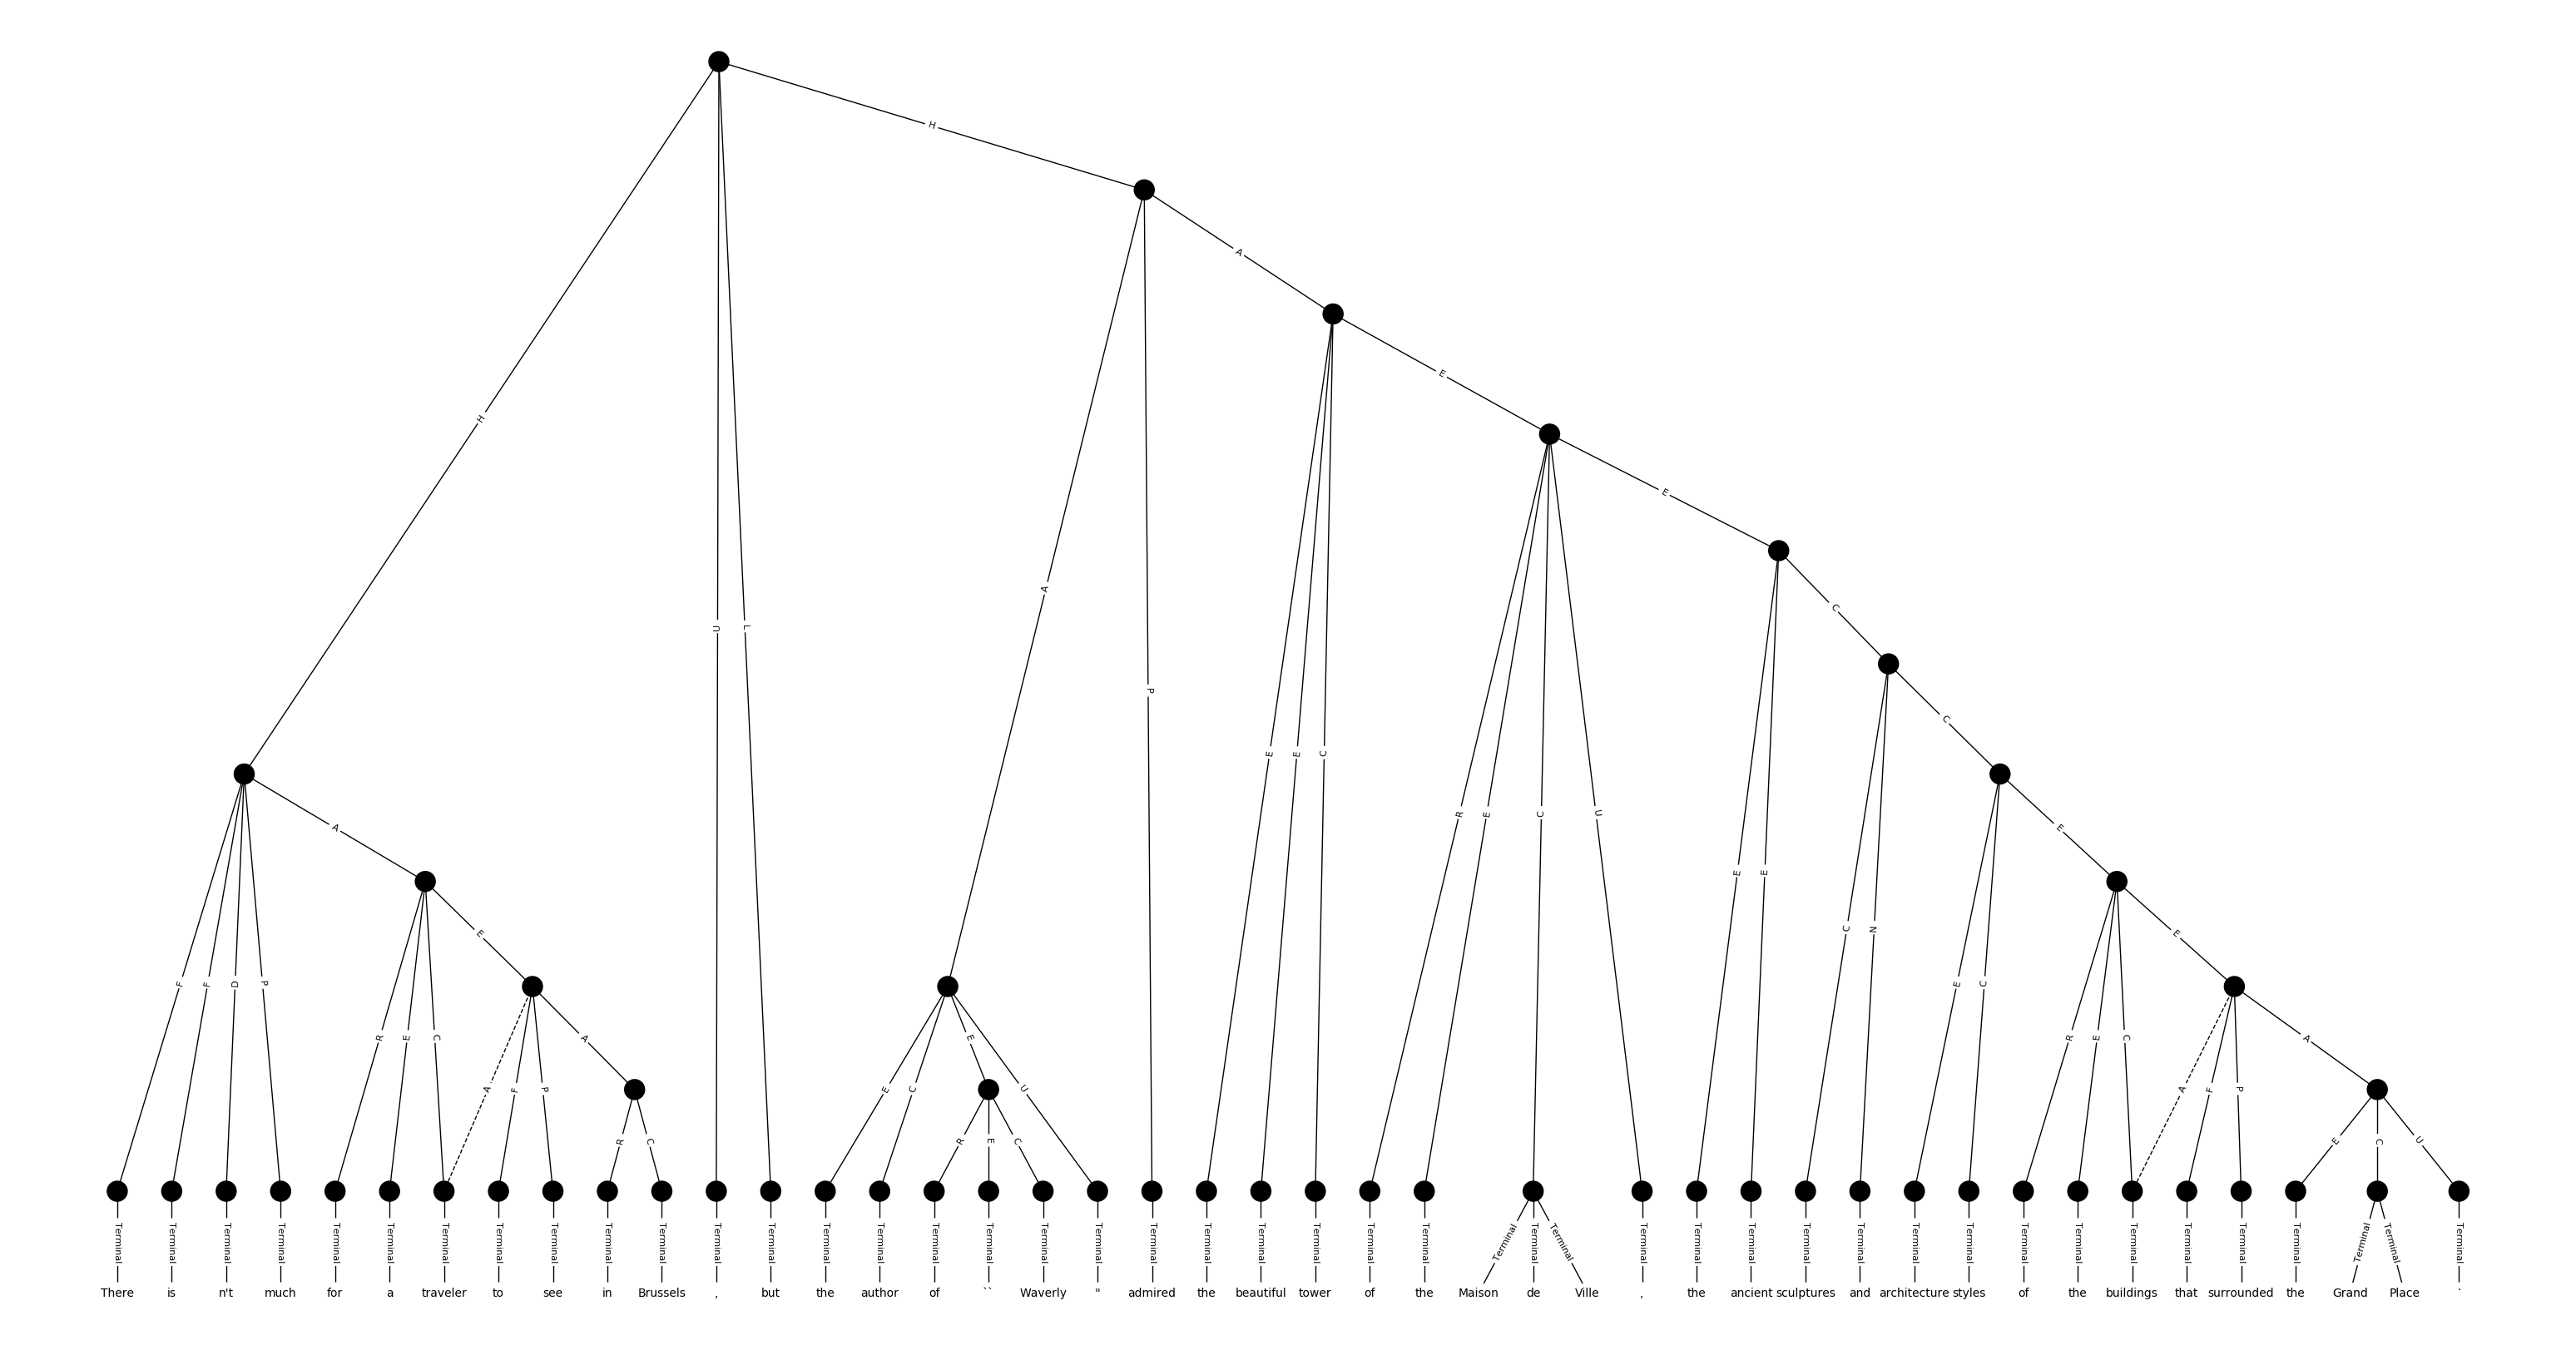 H
A
E
H
E
C
A
U L
C
P
E E C
R E C U
A E
E E
C N
E
F F D P
E C
E
R E C
A
R E C
A
A F P
E C E U
A F P
R C
R E C
E C U
Terminal Terminal Terminal Terminal Terminal Terminal Terminal Terminal Terminal Terminal Terminal Terminal Terminal Terminal Terminal Terminal Terminal Terminal Terminal Terminal Terminal Terminal Terminal Terminal Terminal Terminal Terminal Terminal Terminal Terminal Terminal Terminal Terminal Terminal Terminal Terminal Terminal Terminal Terminal Terminal Terminal Terminal Terminal Terminal
There is n't much for a traveler to see in Brussels , but the author of `` Waverly " admired the beautiful tower of the Maison de Ville , the ancient sculptures and architecture styles of the buildings that surrounded the Grand Place .